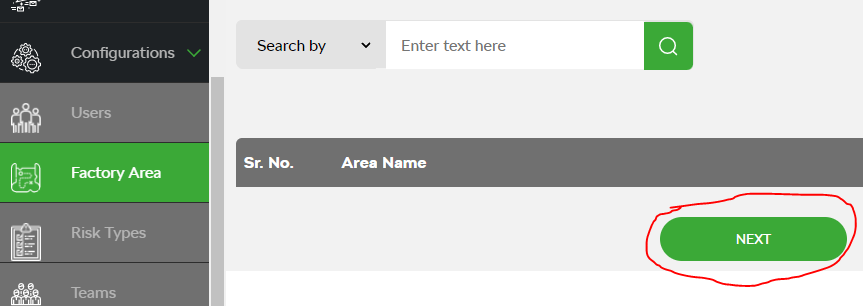 Configurations
Users
Factory Area
Risk Types
Teams
Search by
Enter text here
Sr. No. Area Name
NEXT